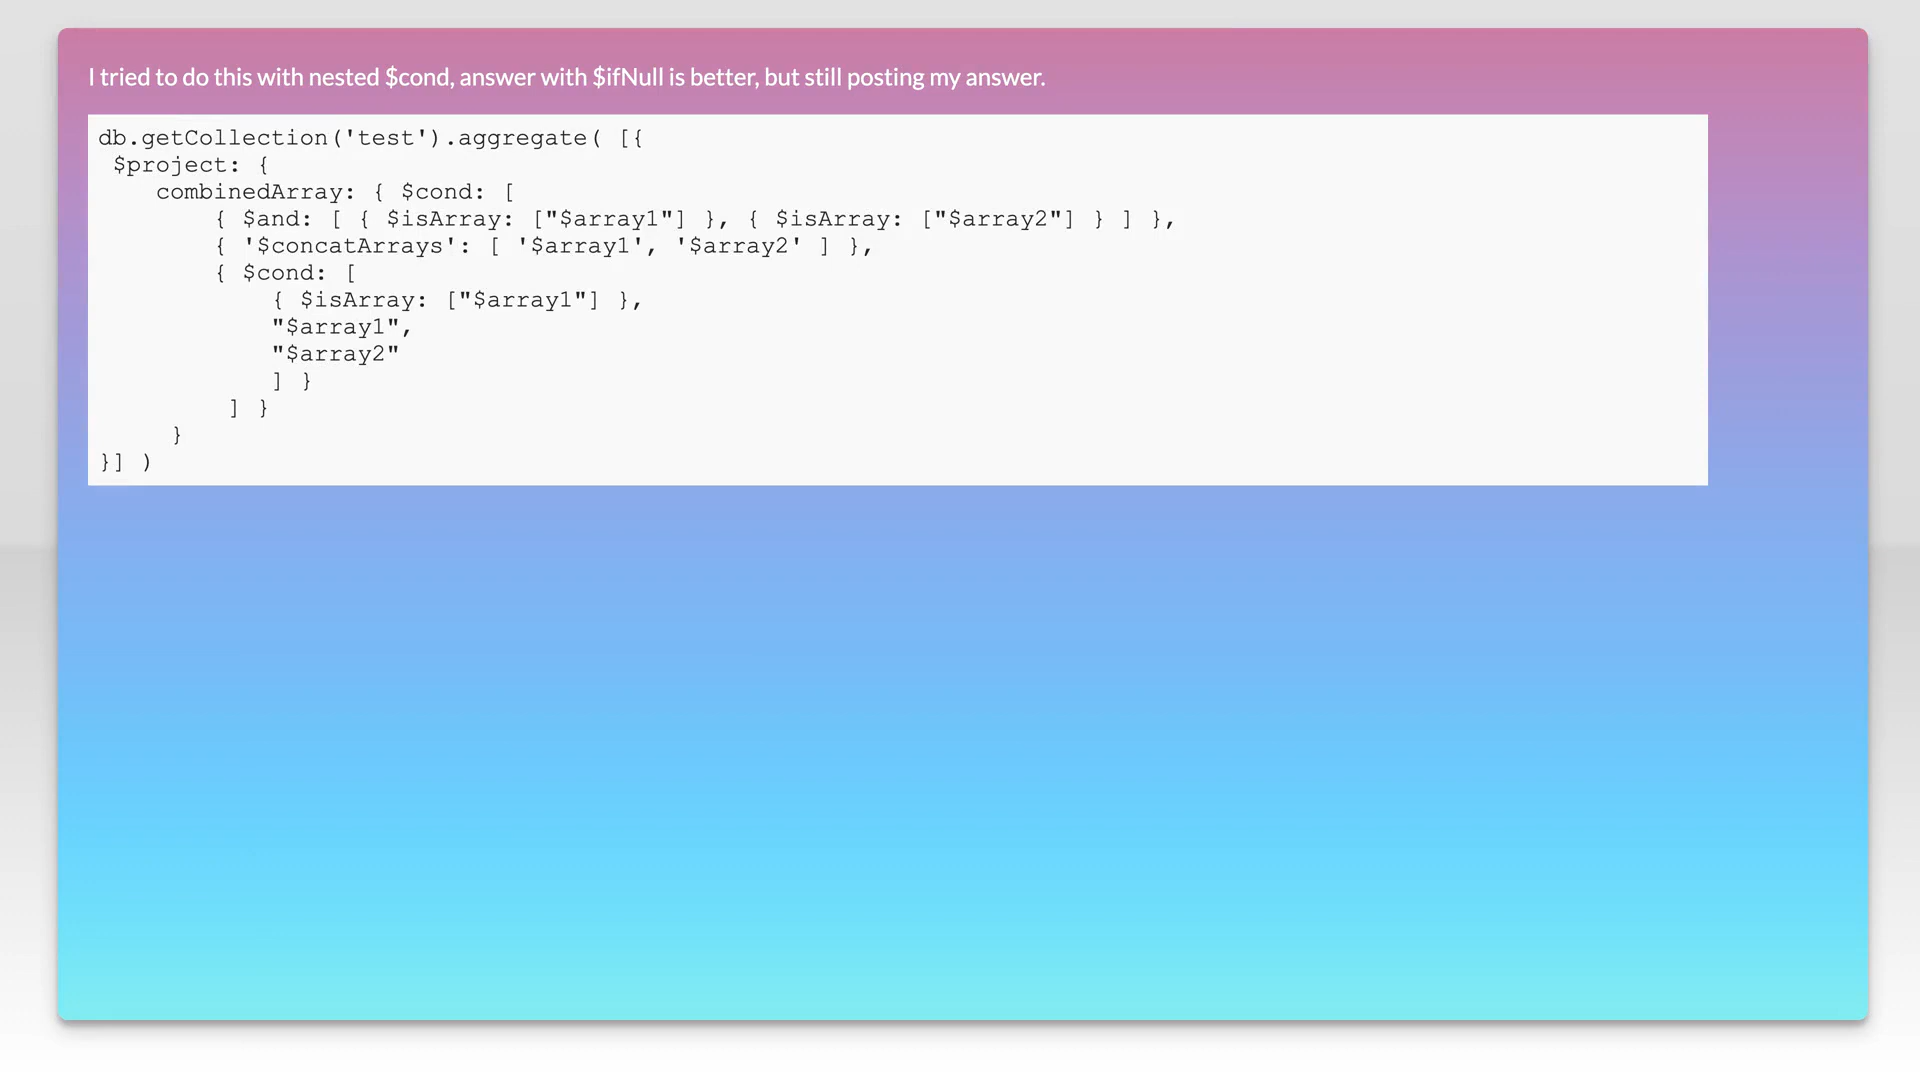 I tried to do this with nested $cond, answer with $ifNull is better, but still posting my answer.
db.getCollection('test').aggregate( [{
 $project: {
    combinedArray: { $cond: [
        { $and: [ { $isArray: ["$array1"] }, { $isArray: ["$array2"] } ] },
        { '$concatArrays': [ '$array1', '$array2' ] },
        { $cond: [
            { $isArray: ["$array1"] },
            "$array1",
            "$array2"
            ] }
         ] }
     }
}] )